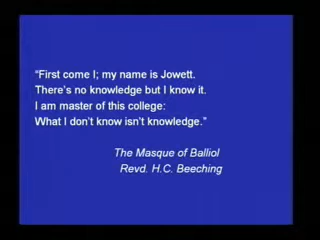 “First come I; my name is Jowett.
There’s no knowledge but I know it.
I am master of this college:
What I don’t know isn’t knowledge.”
The Masque of Balliol
Revd. H.C. Beeching